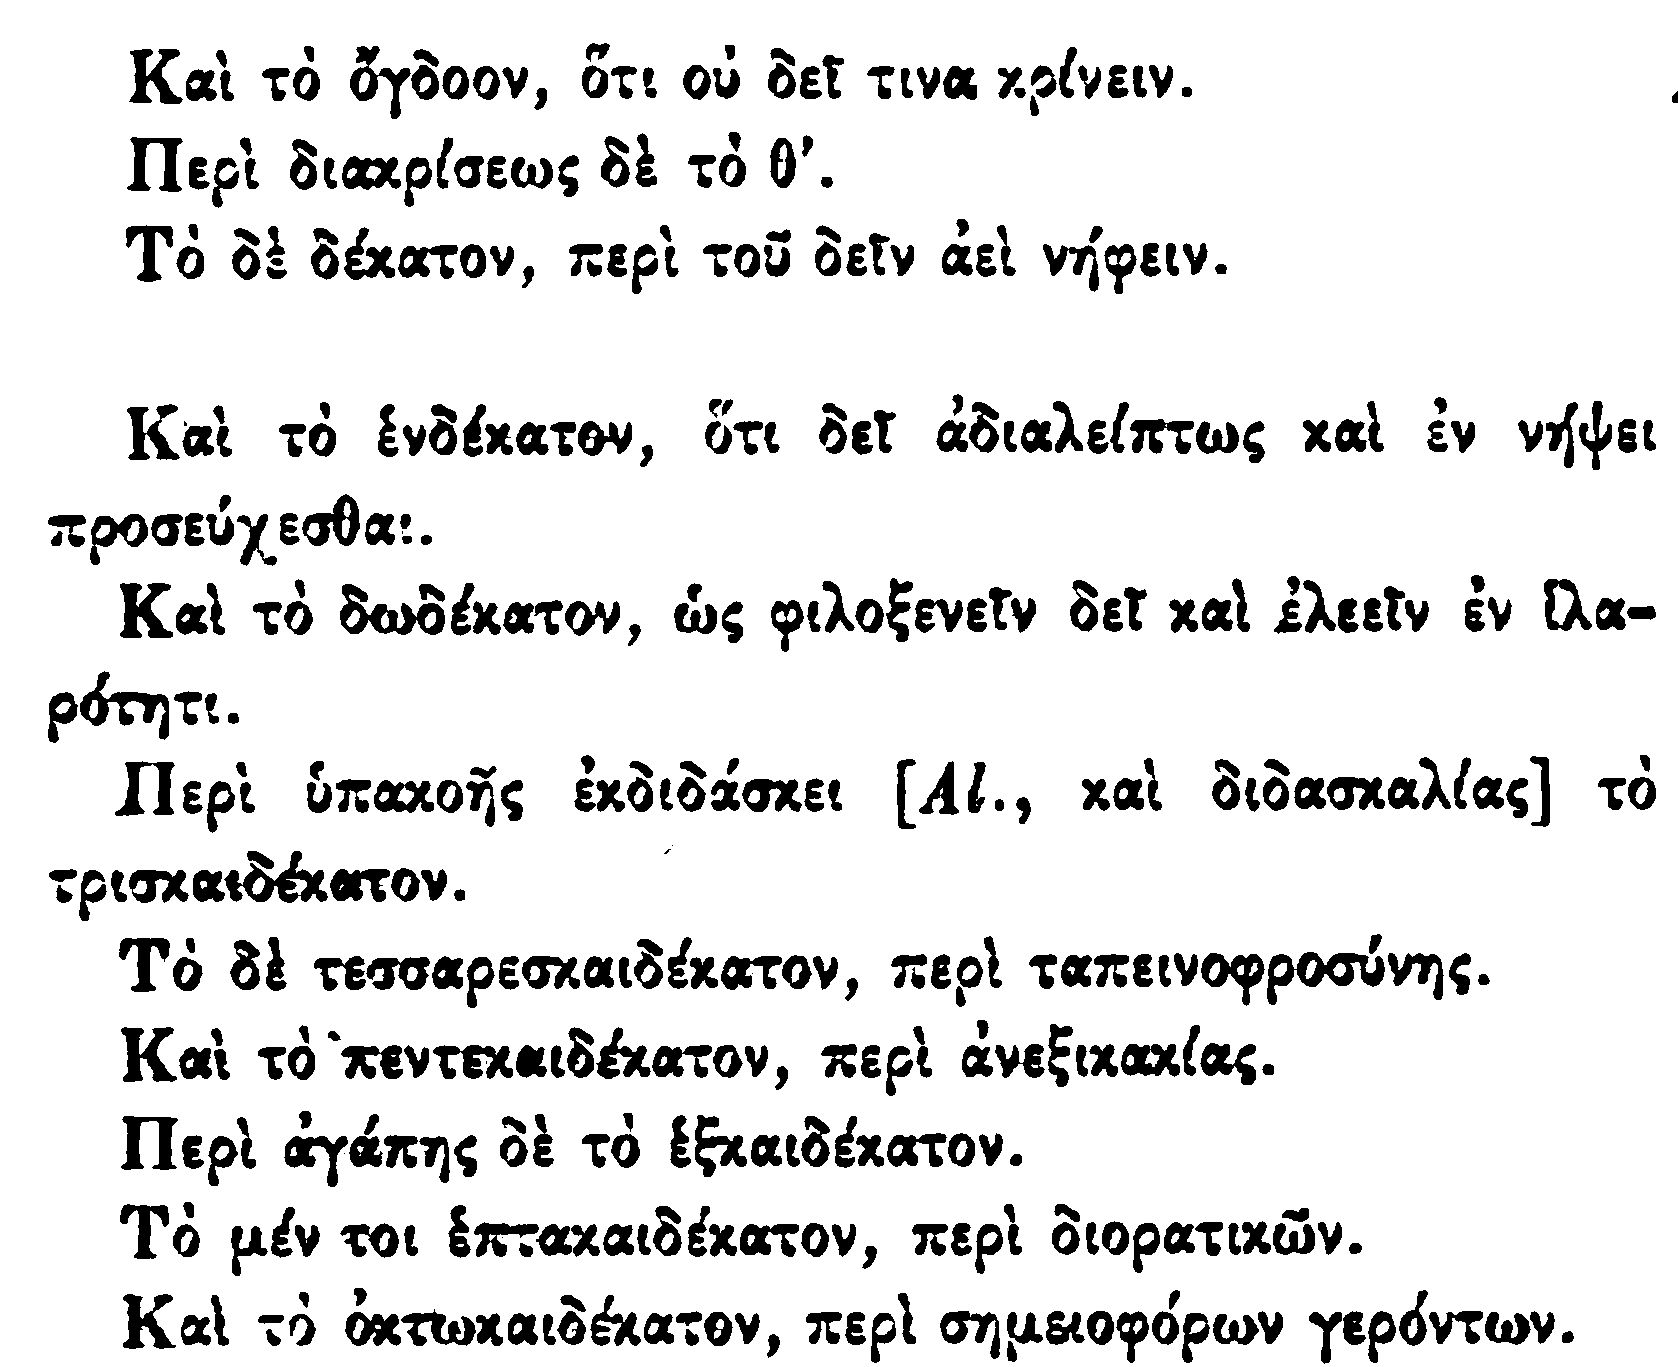 Καὶ τὸ ὄγδοον, ὅτι οὐ δεῖ τινα κρίνειν.
Περὶ διακρίσεως δὲ τὸ θʹ.
Τὸ δὲ δέκατον, περὶ τοῦ δεῖν ἀεὶ νήφειν.
Καὶ τὸ ἑνδέκατον, ὅτι δεῖ ἀδιαλείπτως καὶ ἐν νήψει
προσεύχεσθαι.
Καὶ τὸ δωδέκατον, ὡς φιλοξενεῖν δεῖ καὶ ἐλεεῖν ἐν ἱλα-
ρότητι.
Περὶ ὑπακοῆς ἐκδιδάσκει [Al., καὶ διδασκαλίας] τὸ
τρισκαιδέκατον.
Τὸ δὲ τεσσαρεσκαιδέκατον, περὶ ταπεινοφροσύνης.
Καὶ τὸ πεντεκαιδέκατον, περὶ ἀνεξικακίας.
Περὶ ἀγάπης δὲ τὸ ἑξκαιδέκατον.
Τὸ μέν τοι ἑπτακαιδέκατον, περὶ διορατικῶν.
Καὶ τὸ ὀκτωκαιδέκατον, περὶ σημειοφόρων γερόντων.